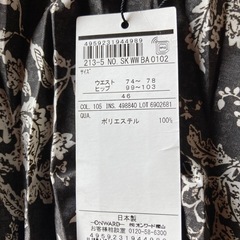 4959231944989
213-5 NO. SK WW BA 0102
サイズ
ウエスト 74～ 78
ヒップ 99～103
46
COL. 105 INS. 498840 LOT 6902681
QUA.
ポリエステル 100%
日本製
ONWARD 株式会社オンワード樫山
お客様相談室 0120-58-6300
4959231944989